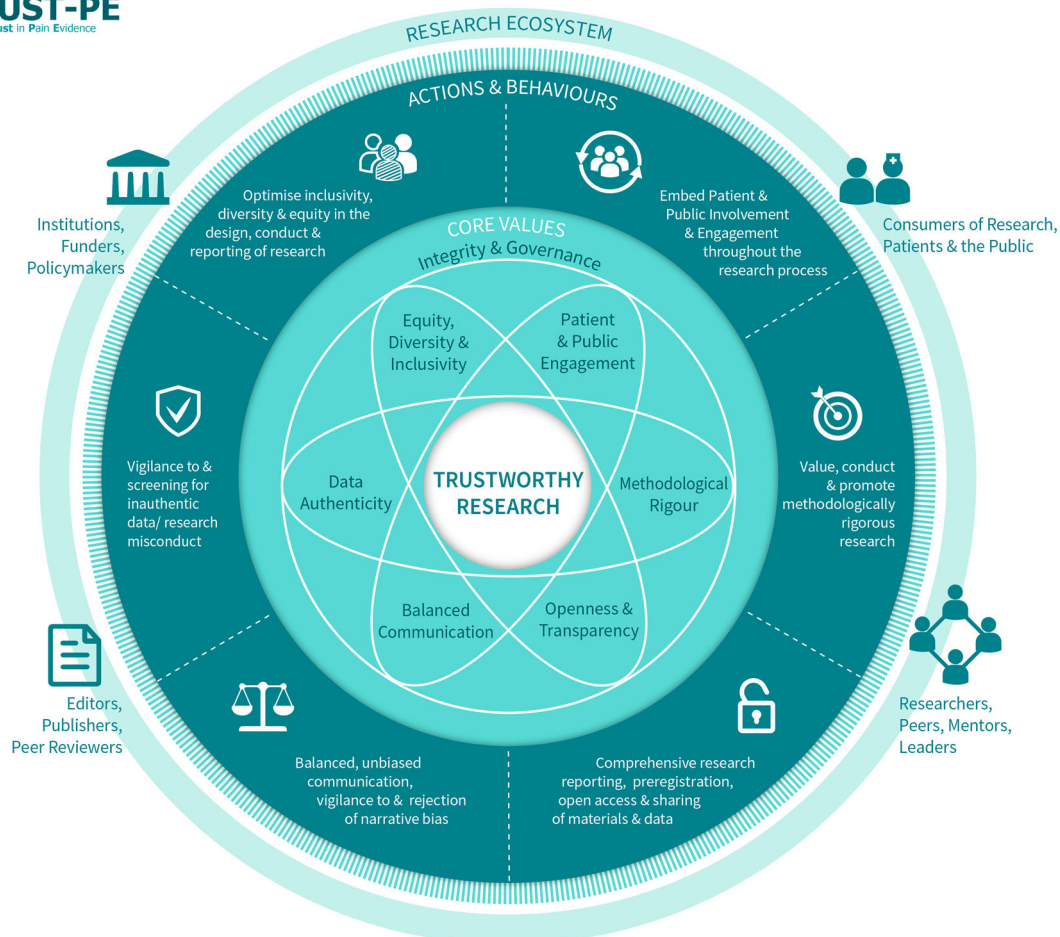 UST-PE
ust in Pain Evidence
RESEARCH ECOSYSTEM
ACTIONS & BEHAVIOURS
Optimise inclusivity,
diversity & equity in the
design, conduct &
reporting of research
Embed Patient &
Public Involvement
& Engagement
throughout the
research process
Institutions,
Funders,
Policymakers
Consumers of Research,
Patients & the Public
CORE VALUES
Integrity & Governance
Equity,
Diversity &
Inclusivity
Patient
& Public
Engagement
Vigilance to &
screening for
inauthentic
data/ research
misconduct
Data
Authenticity
TRUSTWORTHY
RESEARCH
Methodological
Rigour
Value, conduct
& promote
methodologically
rigorous
research
Balanced
Communication
Openness &
Transparency
Editors,
Publishers,
Peer Reviewers
Researchers,
Peers, Mentors,
Leaders
Balanced, unbiased
communication,
vigilance to & rejection
of narrative bias
Comprehensive research
reporting, preregistration,
open access & sharing
of materials & data